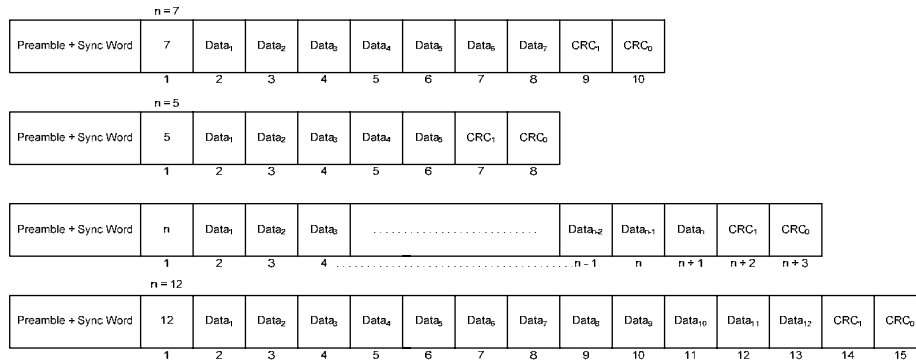 n = 7
Preamble + Sync Word 7 Data₁ Data₂ Data₃ Data₄ Data₅ Data₆ Data₇ CRC₁ CRC₀
1 2 3 4 5 6 7 8 9 10
n = 5
Preamble + Sync Word 5 Data₁ Data₂ Data₃ Data₄ Data₅ CRC₁ CRC₀
1 2 3 4 5 6 7 8
Preamble + Sync Word n Data₁ Data₂ Data₃ ........................ Dataₙ₋₂ Dataₙ₋₁ Dataₙ CRC₁ CRC₀
1 2 3 4 ........................ n - 1 n n + 1 n + 2 n + 3
n = 12
Preamble + Sync Word 12 Data₁ Data₂ Data₃ Data₄ Data₅ Data₆ Data₇ Data₈ Data₉ Data₁₀ Data₁₁ Data₁₂ CRC₁ CRC₀
1 2 3 4 5 6 7 8 9 10 11 12 13 14 15